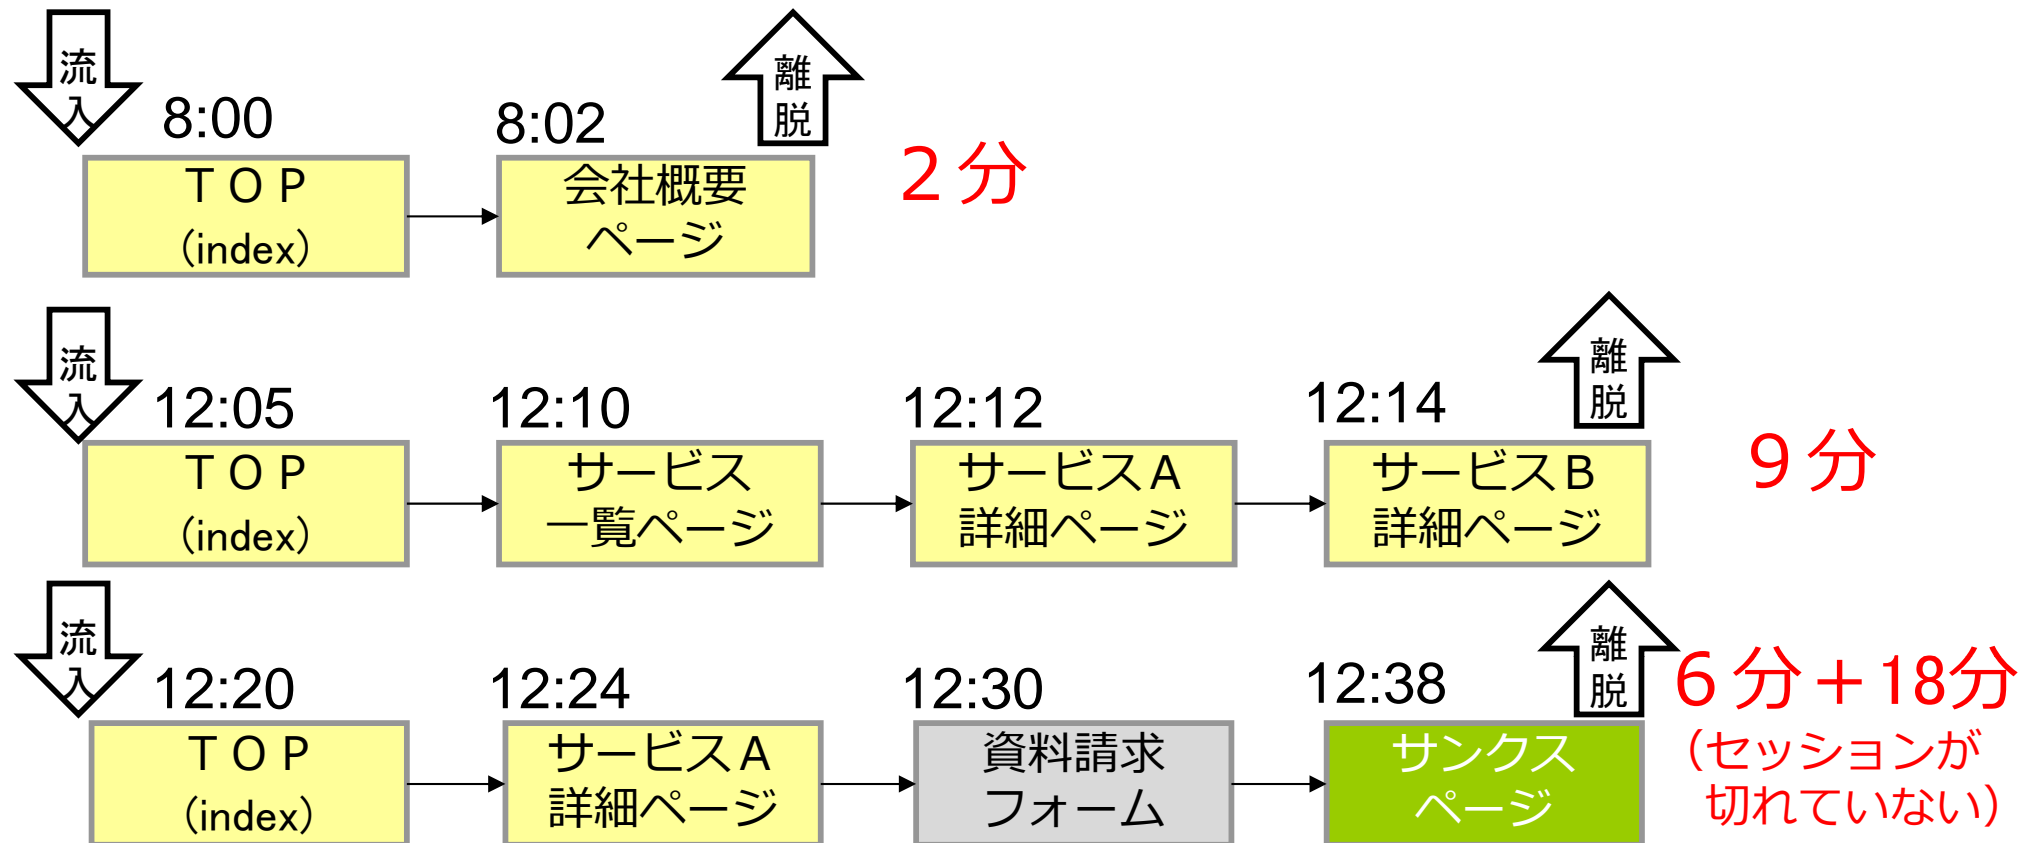 流
入
8:00
8:02
離
脱
ＴＯＰ
（index）
会社概要
ページ
２分
流
入
12:05
12:10
12:12
12:14
離
脱
ＴＯＰ
（index）
サービス
一覧ページ
サービスＡ
詳細ページ
サービスＢ
詳細ページ
９分
流
入
12:20
12:24
12:30
12:38
離
脱
ＴＯＰ
（index）
サービスＡ
詳細ページ
資料請求
フォーム
サンクス
ページ
６分＋18分
（セッションが
切れていない）